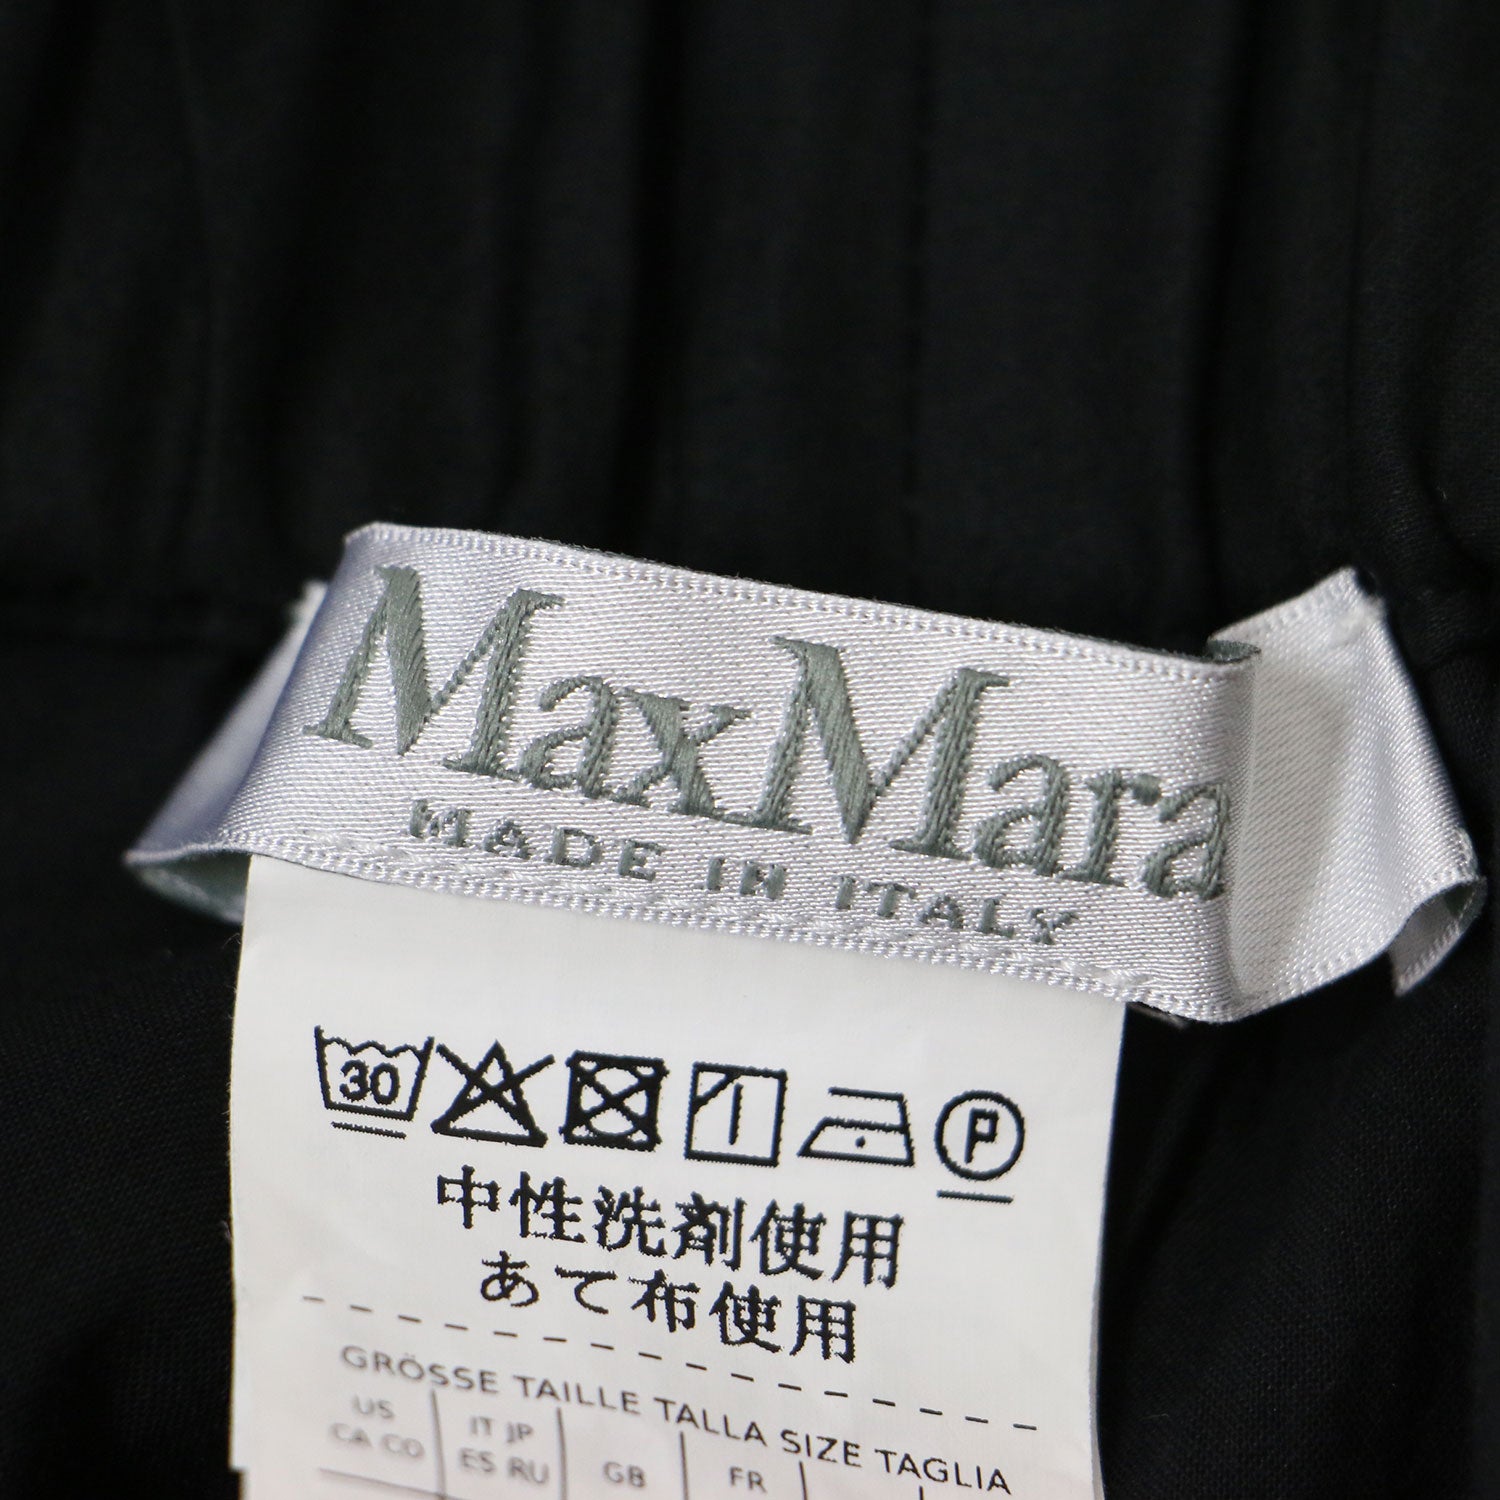 MaxMara
MADE IN ITALY
30 P
中性洗剤使用
あて布使用
GRÖSSE TAILLE TALLA SIZE TAGLIA
US IT JP
CA CO ES RU GB FR